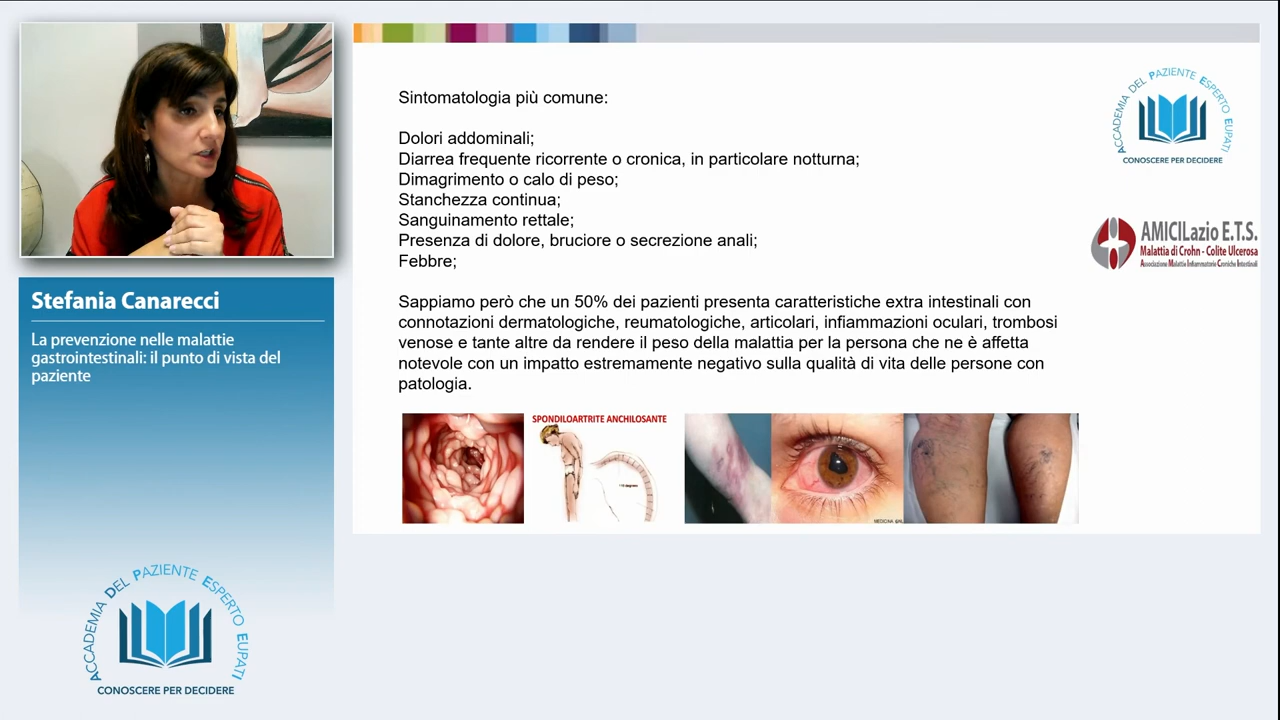 Sintomatologia più comune:
Dolori addominali;
Diarrea frequente ricorrente o cronica, in particolare notturna;
Dimagrimento o calo di peso;
Stanchezza continua;
Sanguinamento rettale;
Presenza di dolore, bruciore o secrezione anali;
Febbre;
Sappiamo però che un 50% dei pazienti presenta caratteristiche extra intestinali con
connotazioni dermatologiche, reumatologiche, articolari, infiammazioni oculari, trombosi
venose e tante altre da rendere il peso della malattia per la persona che ne è affetta
notevole con un impatto estremamente negativo sulla qualità di vita delle persone con
patologia.
SPONDILOARTRITE ANCHILOSANTE
ACCADEMIA DEL PAZIENTE ESPERTO EUPATI
CONOSCERE PER DECIDERE
AMICILazio E.T.S.
Malattia di Crohn - Colite Ulcerosa
Associazione Malattie Infiammatorie Croniche Intestinali
Stefania Canarecci
La prevenzione nelle malattie
gastrointestinali: il punto di vista del
paziente
ACCADEMIA DEL PAZIENTE ESPERTO EUPATI
CONOSCERE PER DECIDERE